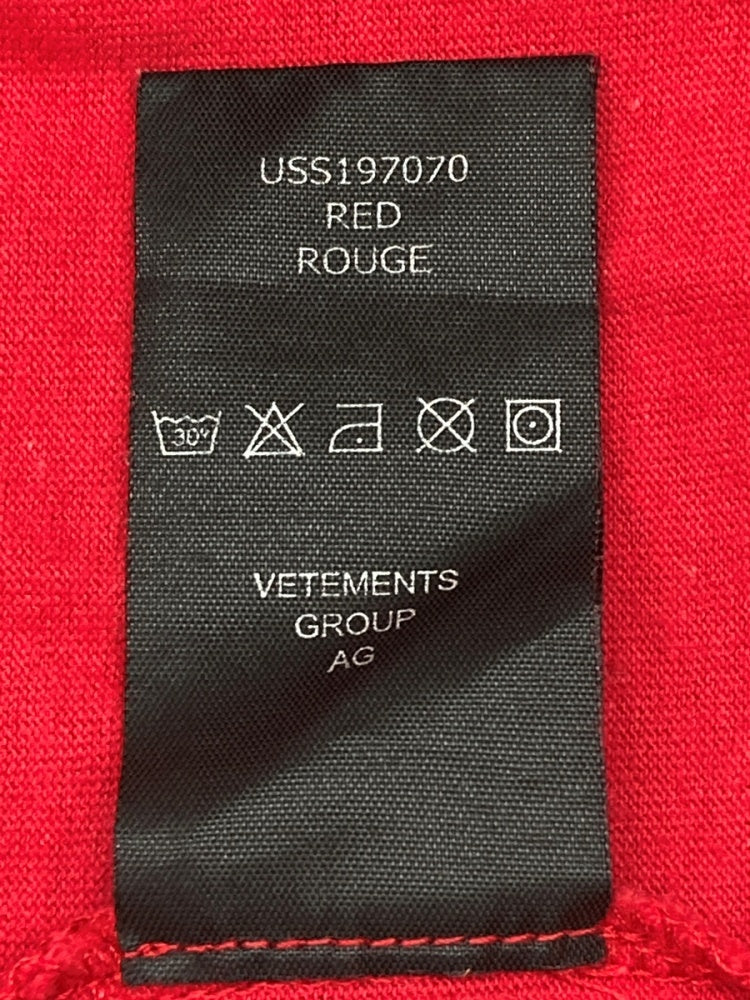 USS197070
RED
ROUGE
30°
VETEMENTS
GROUP
AG